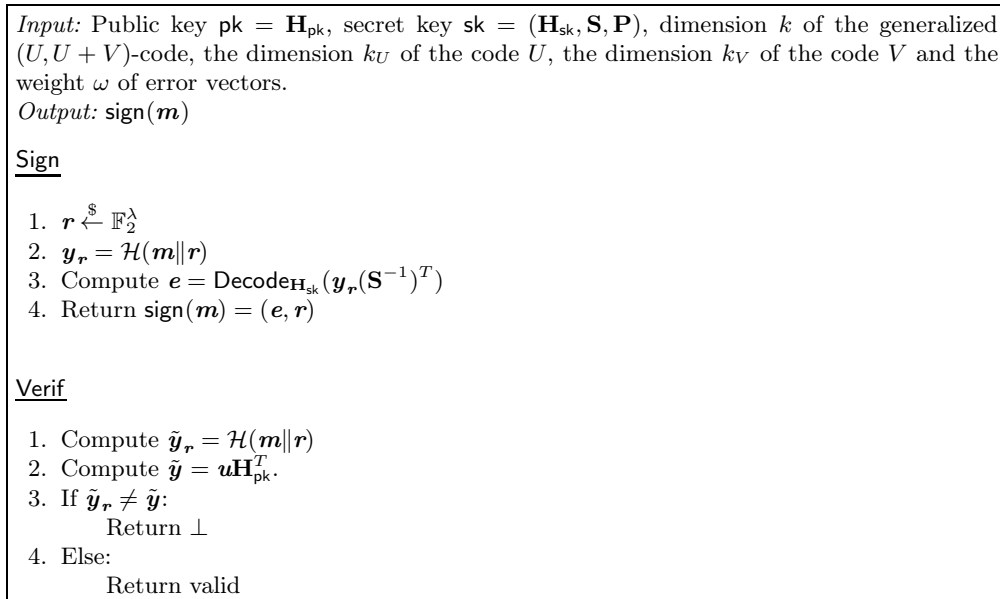 Input: Public key pk = H_pk, secret key sk = (H_sk, S, P), dimension k of the generalized
(U, U + V)-code, the dimension k_U of the code U, the dimension k_V of the code V and the
weight ω of error vectors.
Output: sign(m)
Sign
1. r ←$ 𝔽_2^λ
2. y_r = ℋ(m‖r)
3. Compute e = Decode_{H_sk}(y_r(S^{-1})^T)
4. Return sign(m) = (e, r)
Verif
1. Compute ỹ_r = ℋ(m‖r)
2. Compute ỹ = uH_pk^T.
3. If ỹ_r ≠ ỹ:
Return ⊥
4. Else:
Return valid